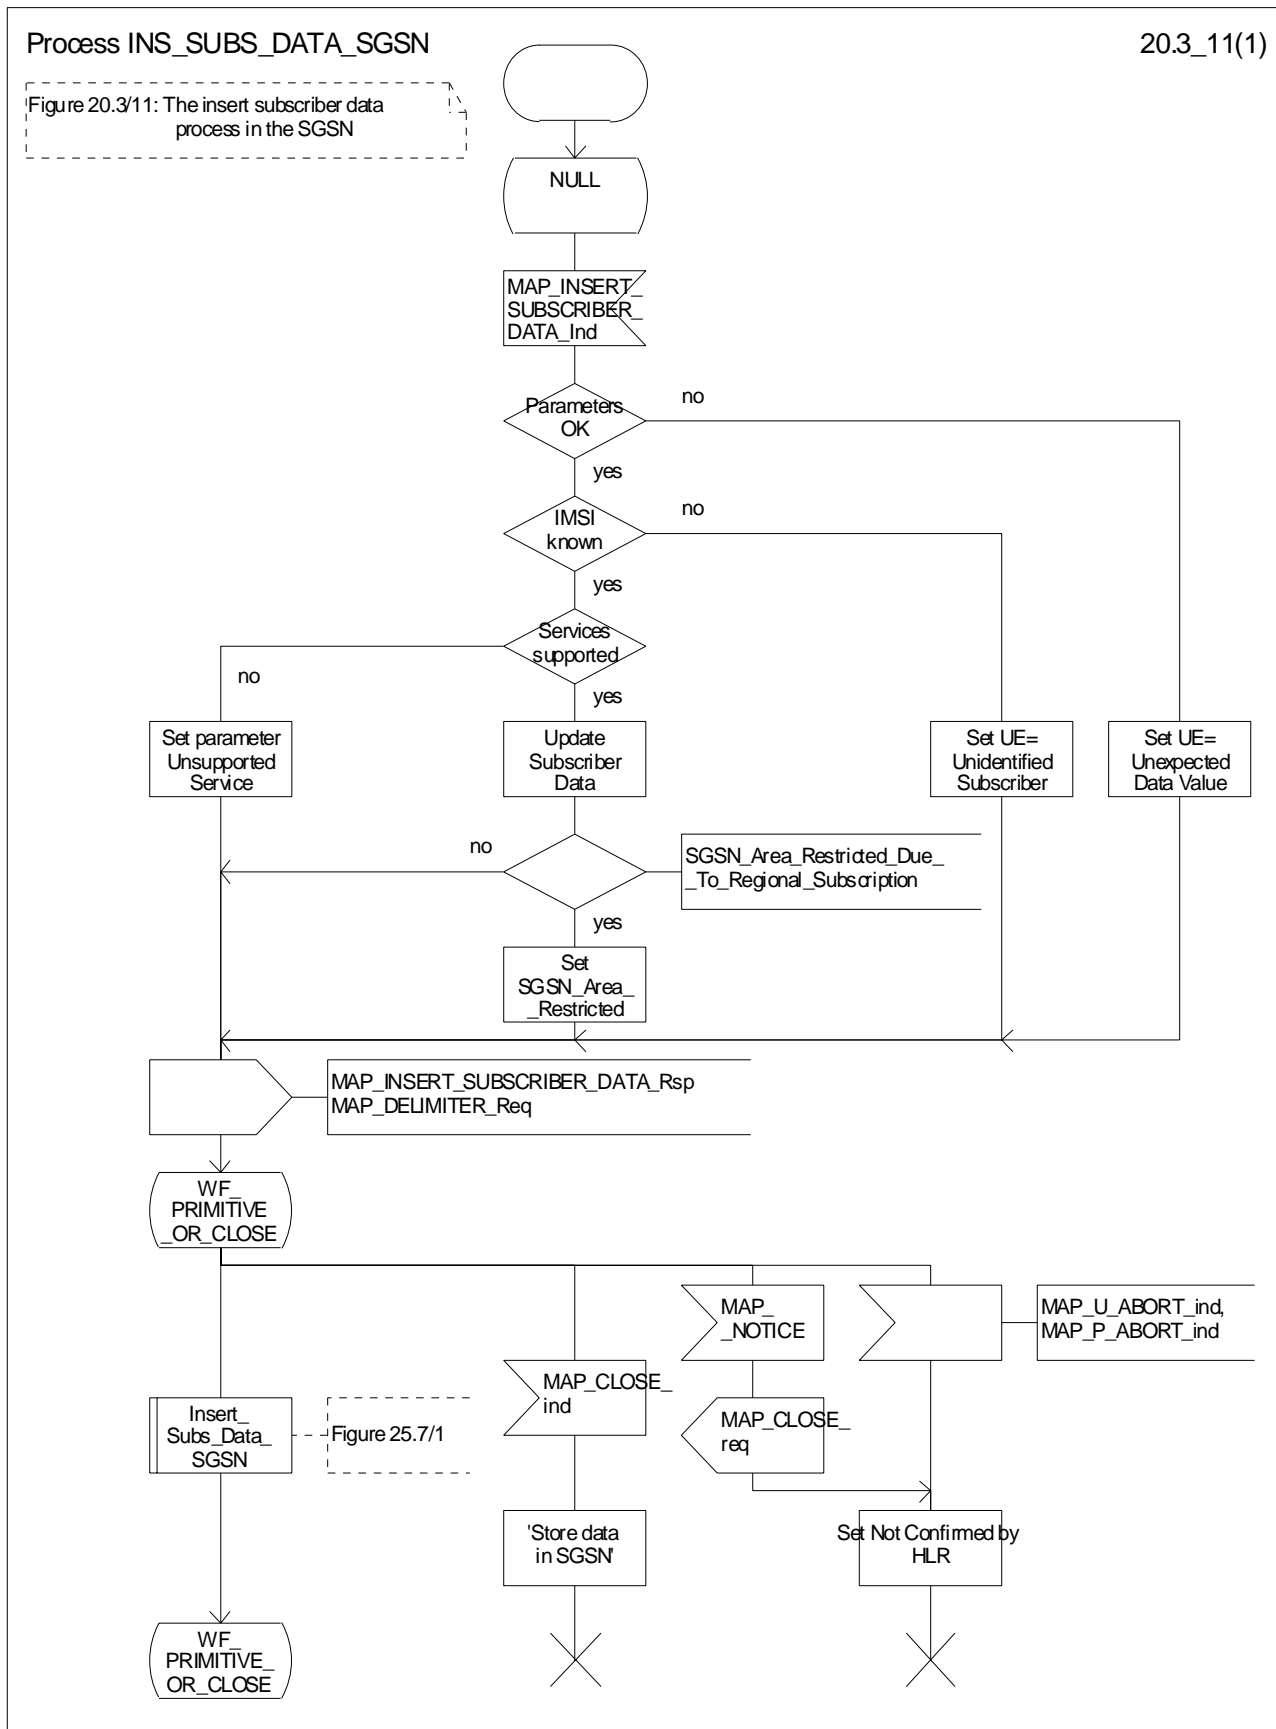 Process INS_SUBS_DATA_SGSN
20.3_11(1)
Figure 20.3/11: The insert subscriber data
process in the SGSN
NULL
MAP_INSERT_
SUBSCRIBER_
DATA_Ind
Parameters
OK
no
yes
IMSI
known
no
yes
Services
supported
no
yes
Set parameter
Unsupported
Service
Update
Subscriber
Data
Set UE=
Unidentified
Subscriber
Set UE=
Unexpected
Data Value
no
SGSN_Area_Restricted_Due_
_To_Regional_Subscription
yes
Set
SGSN_Area_
_Restricted
MAP_INSERT_SUBSCRIBER_DATA_Rsp
MAP_DELIMITER_Req
WF_
PRIMITIVE
_OR_CLOSE
MAP_
_NOTICE
MAP_U_ABORT_ind,
MAP_P_ABORT_ind
MAP_CLOSE_
ind
Insert_
Subs_Data_
SGSN
Figure 25.7/1
MAP_CLOSE_
req
'Store data
in SGSN'
Set Not Confirmed by
HLR
WF_
PRIMITIVE_
OR_CLOSE